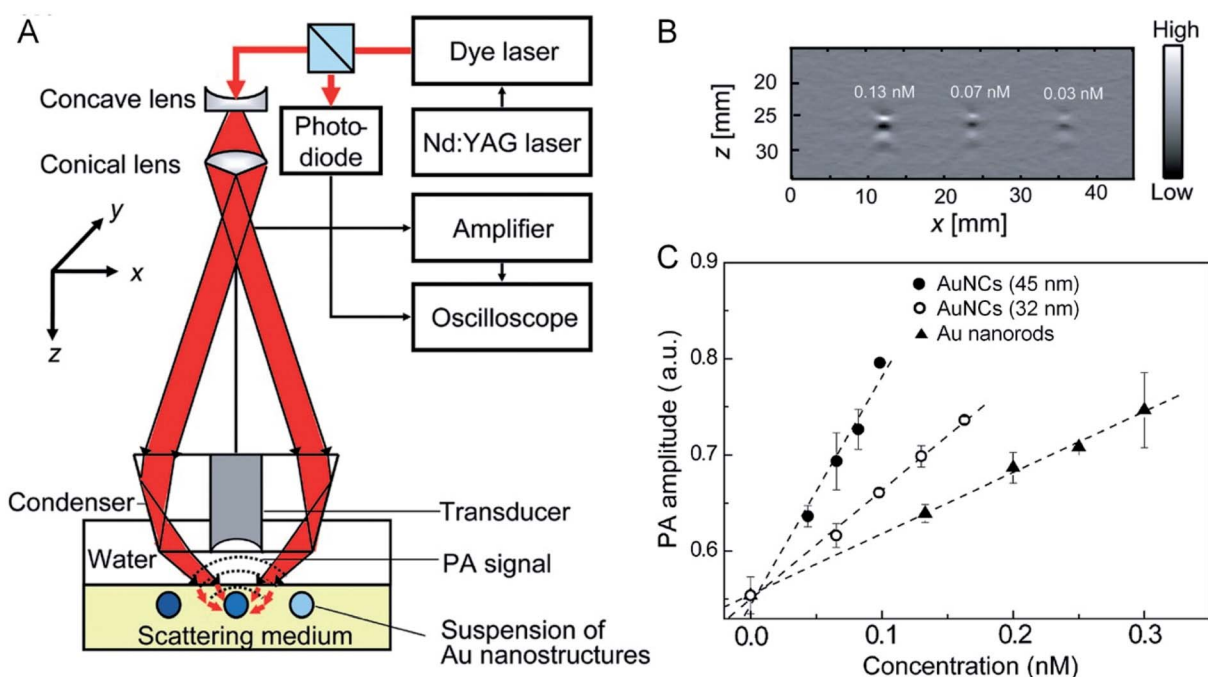 A
Dye laser
Concave lens
Photo-
diode
Nd:YAG laser
Conical lens
Amplifier
y
x
z
Oscilloscope
Condenser
Transducer
Water
PA signal
Scattering medium
Suspension of
Au nanostructures
B
High
0.13 nM 0.07 nM 0.03 nM
20
25
30
z [mm]
Low
0 10 20 30 40
x [mm]
C
0.9
0.8
0.7
0.6
PA amplitude (a.u.)
AuNCs (45 nm)
AuNCs (32 nm)
Au nanorods
0.0 0.1 0.2 0.3
Concentration (nM)